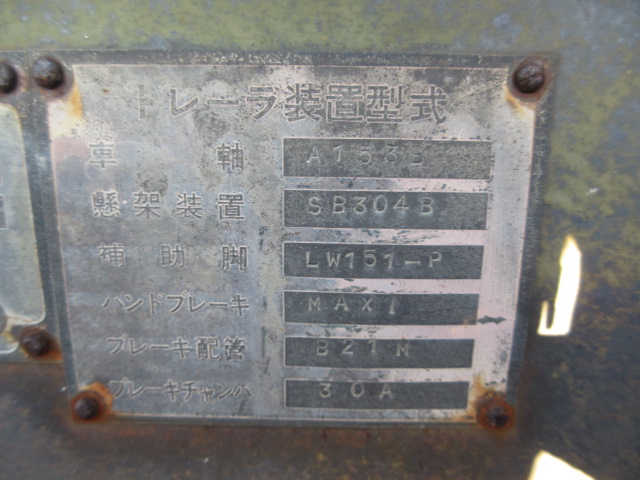 トレーラ装置型式
車軸 A153B
懸架装置 SB304B
補助脚 LW151-P
ハンドブレーキ MAXI
ブレーキ配管 BZ1M
ブレーキチャンバ 30A